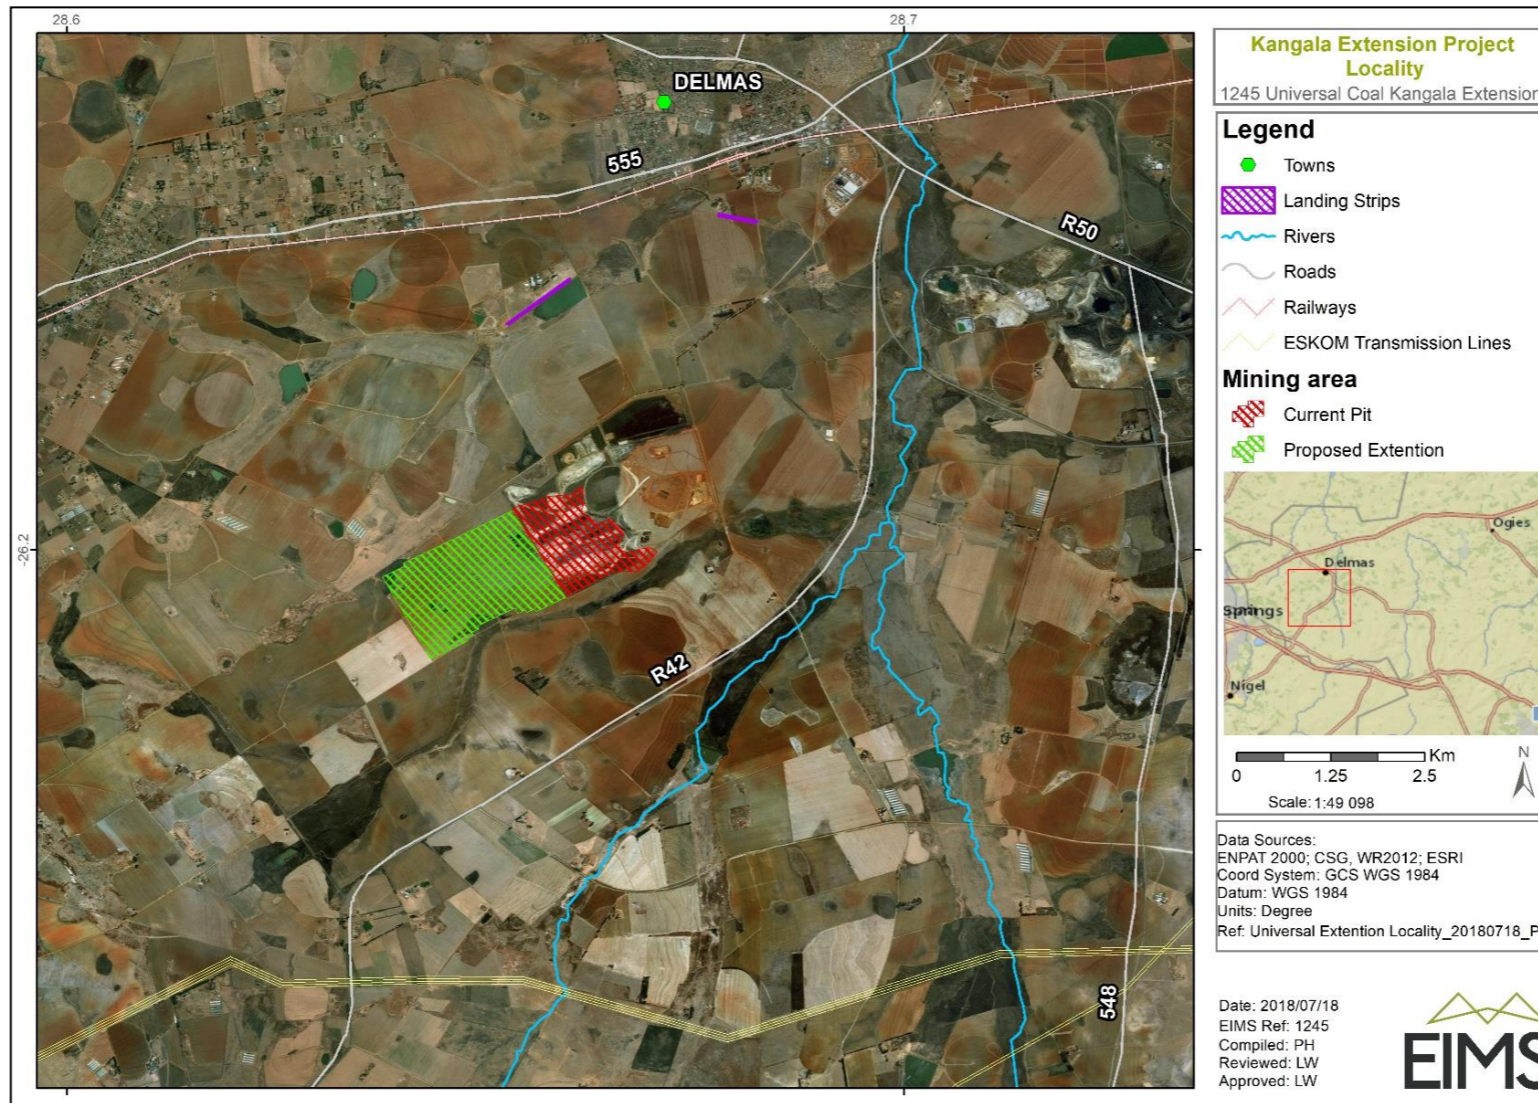 28.6
28.7
-26.2
DELMAS
555
R50
R42
548
Kangala Extension Project
Locality
1245 Universal Coal Kangala Extension
Legend
Towns
Landing Strips
Rivers
Roads
Railways
ESKOM Transmission Lines
Mining area
Current Pit
Proposed Extention
Ogies
Delmas
Springs
Nigel
Km
0 1.25 2.5
N
Scale: 1:49 098
Data Sources:
ENPAT 2000; CSG, WR2012; ESRI
Coord System: GCS WGS 1984
Datum: WGS 1984
Units: Degree
Ref: Universal Extention Locality_20180718_P
Date: 2018/07/18
EIMS Ref: 1245
Compiled: PH
Reviewed: LW
Approved: LW
EIMS